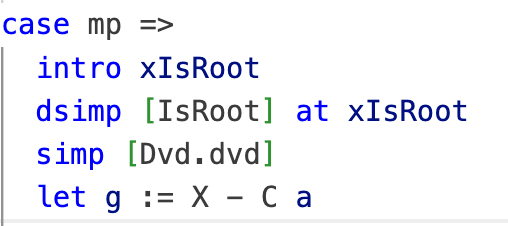 case mp =>
intro xIsRoot
dsimp [IsRoot] at xIsRoot
simp [Dvd.dvd]
let g := X - C a